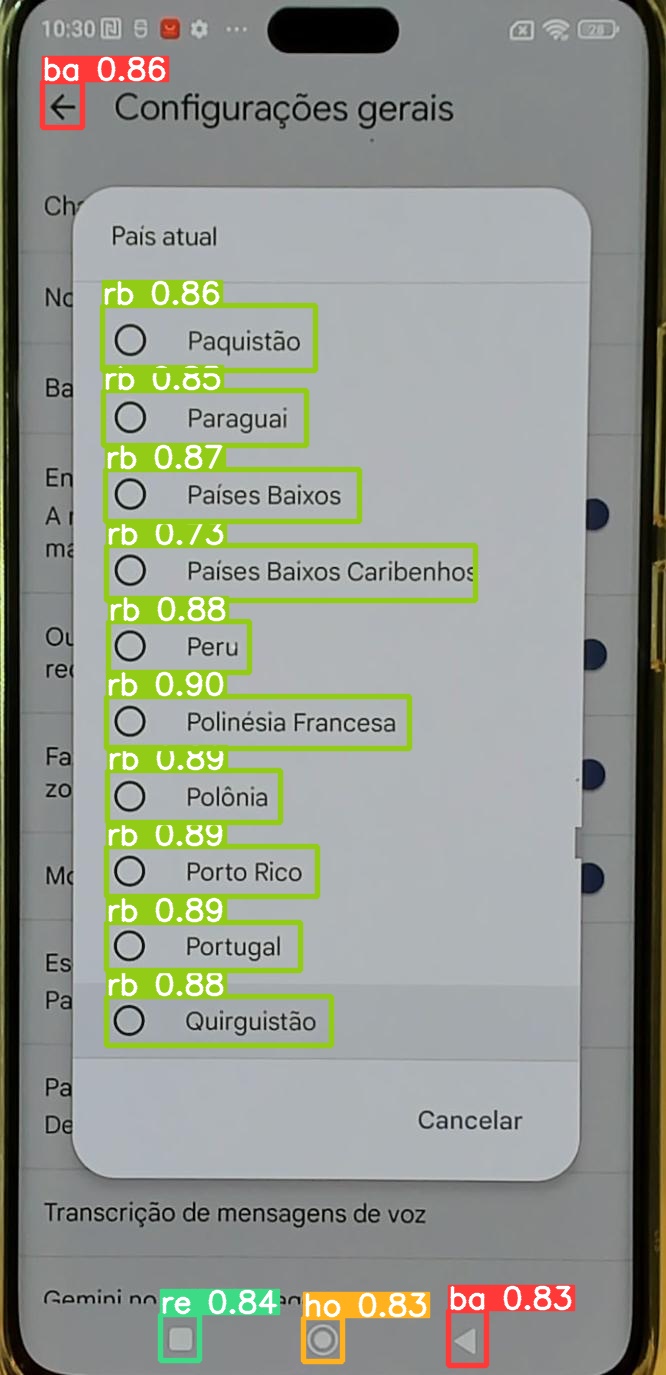 10:30
28
ba 0.86
Configurações gerais
Ch
País atual
No
rb 0.86
Paquistão
rb 0.85
Ba
Paraguai
rb 0.87
En
Países Baixos
A
rb 0.73
ma
Países Baixos Caribenhos
rb 0.88
Ou
Peru
rec
rb 0.90
Polinésia Francesa
Fa
rb 0.89
zo
Polônia
rb 0.89
Mo
Porto Rico
rb 0.89
Es
Portugal
rb 0.88
Pa
Quirguistão
Pa
Cancelar
De
Transcrição de mensagens de voz
Gemini no
re 0.84
ho 0.83
ba 0.83